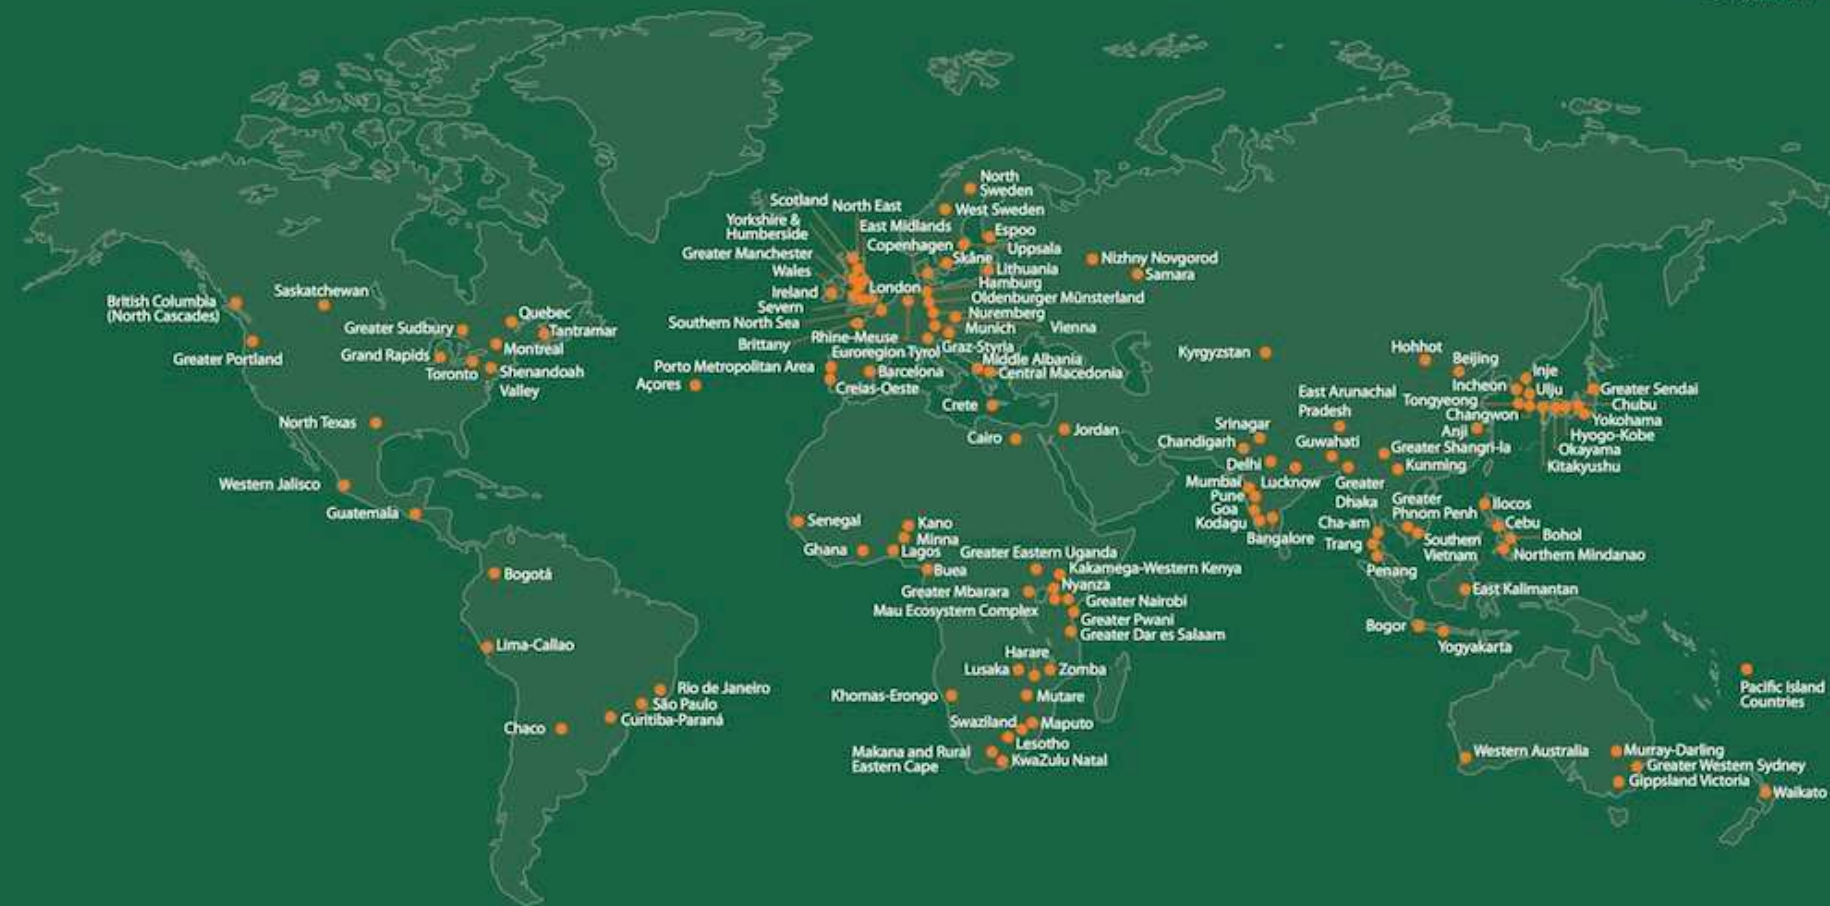 British Columbia
(North Cascades)
Saskatchewan
Greater Portland
Greater Sudbury
Grand Rapids
Toronto
Quebec
Tantramar
Montreal
Shenandoah
Valley
North Texas
Western Jalisco
Guatemala
Bogotá
Lima-Callao
Rio de Janeiro
São Paulo
Curitiba-Paraná
Chaco
North
Sweden
West Sweden
Scotland
North East
Yorkshire &
Humberside
East Midlands
Espoo
Copenhagen
Uppsala
Greater Manchester
Skåne
Wales
Lithuania
Nizhny Novgorod
Samara
Ireland
London
Hamburg
Severn
Oldenburger Münsterland
Southern North Sea
Nuremberg
Brittany
Rhine-Meuse
Munich
Vienna
Euroregion Tyrol
Graz-Styria
Porto Metropolitan Area
Middle Albania
Açores
Barcelona
Central Macedonia
Creias-Oeste
Crete
Cairo
Jordan
Senegal
Kano
Minna
Ghana
Lagos
Greater Eastern Uganda
Buea
Kakamega-Western Kenya
Greater Mbarara
Nyanza
Mau Ecosystem Complex
Greater Nairobi
Greater Pwani
Greater Dar es Salaam
Harare
Lusaka
Zomba
Khomas-Erongo
Mutare
Swaziland
Maputo
Lesotho
Makana and Rural
Eastern Cape
KwaZulu Natal
Kyrgyzstan
Hohhot
Beijing
Inje
Incheon
Ulju
Greater Sendai
Tongyeong
Chubu
Changwon
Yokohama
Anji
Hyogo-Kobe
Okayama
Kitakyushu
East Arunachal
Pradesh
Srinagar
Chandigarh
Guwahati
Greater Shangri-la
Delhi
Kunming
Mumbai
Lucknow
Greater
Dhaka
Pune
Goa
Kodagu
Bangalore
Greater
Phnom Penh
Ilocos
Cha-am
Cebu
Trang
Southern
Vietnam
Bohol
Northern Mindanao
Penang
East Kalimantan
Bogor
Yogyakarta
Pacific Island
Countries
Western Australia
Murray-Darling
Greater Western Sydney
Gippsland Victoria
Waikato